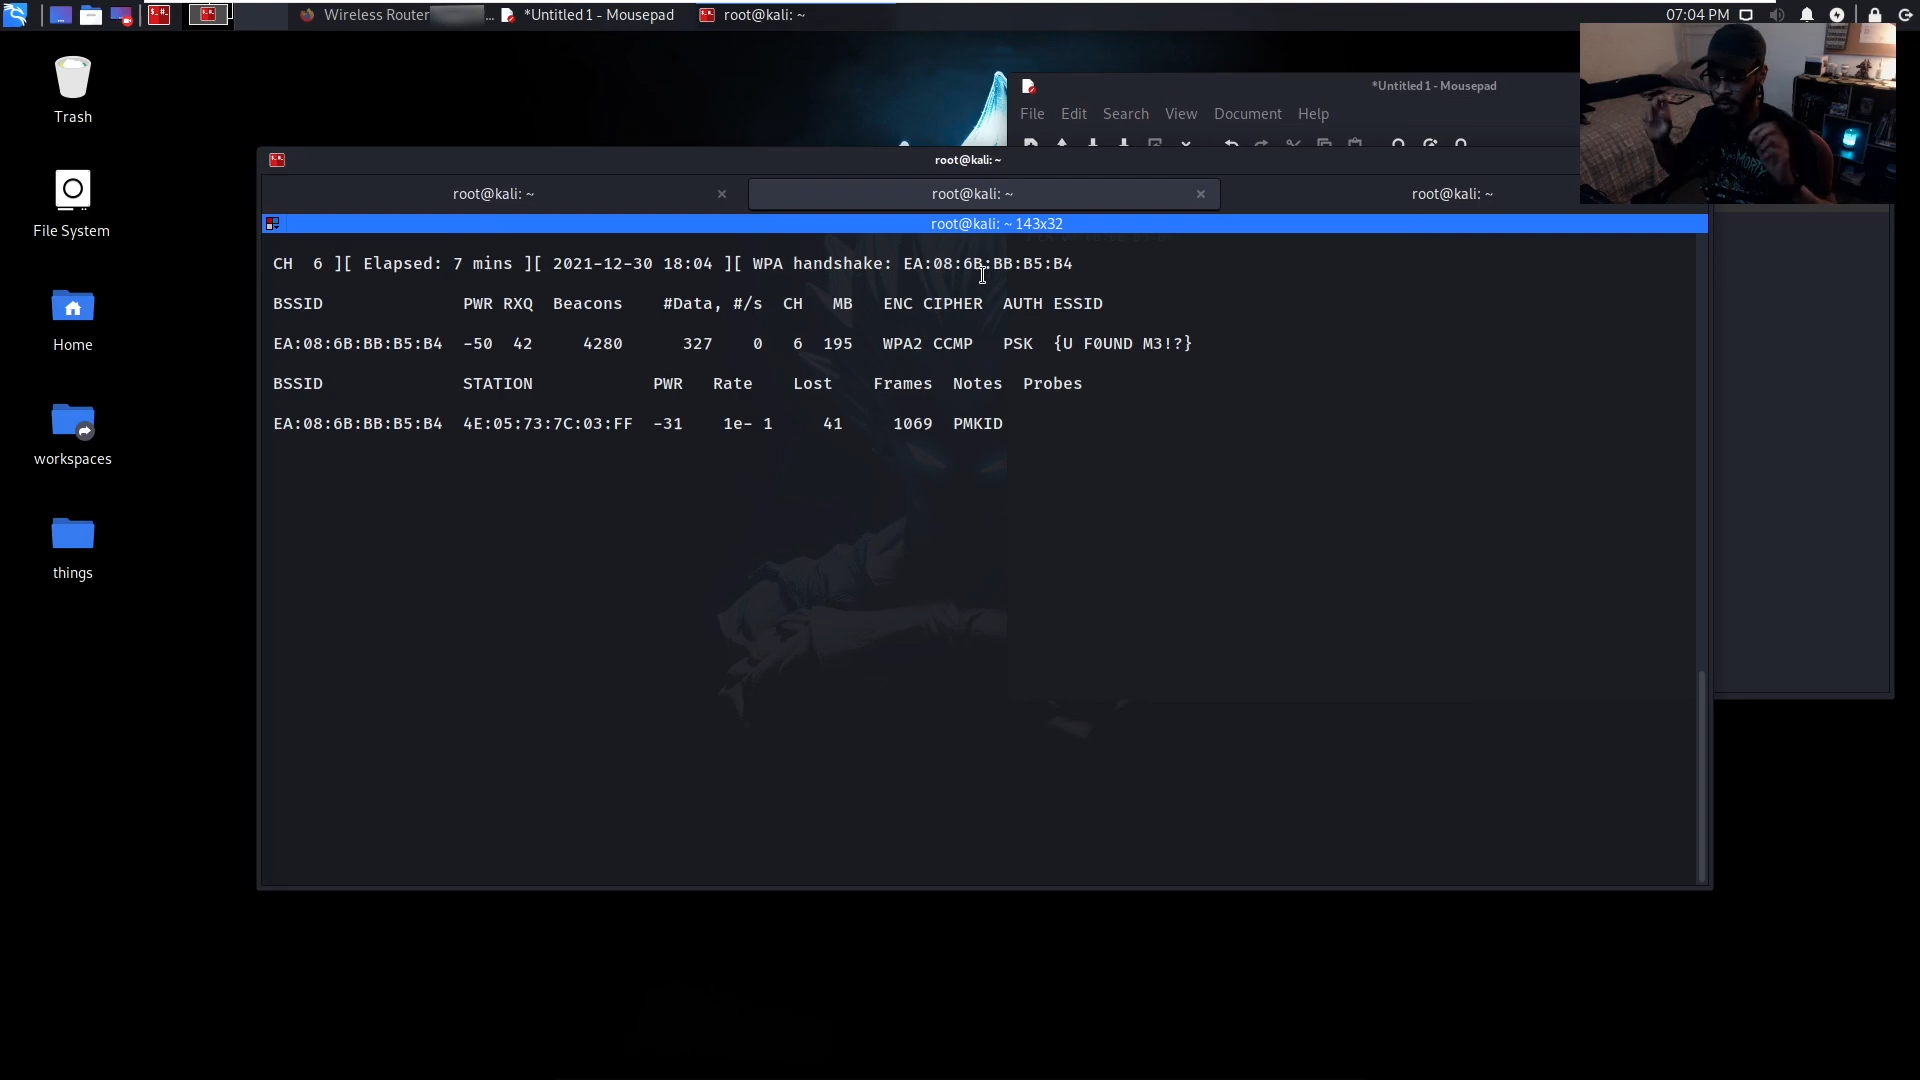 Wireless Router ... *Untitled 1 - Mousepad root@kali: ~ 07:04 PM
Trash
File System
Home
workspaces
things
*Untitled 1 - Mousepad
File Edit Search View Document Help
root@kali: ~
root@kali: ~ root@kali: ~ root@kali: ~
root@kali: ~ 143x32
CH 6 ][ Elapsed: 7 mins ][ 2021-12-30 18:04 ][ WPA handshake: EA:08:6B:BB:B5:B4
BSSID PWR RXQ Beacons #Data, #/s CH MB ENC CIPHER AUTH ESSID
EA:08:6B:BB:B5:B4 -50 42 4280 327 0 6 195 WPA2 CCMP PSK {U F0UND M3!?}
BSSID STATION PWR Rate Lost Frames Notes Probes
EA:08:6B:BB:B5:B4 4E:05:73:7C:03:FF -31 1e- 1 41 1069 PMKID